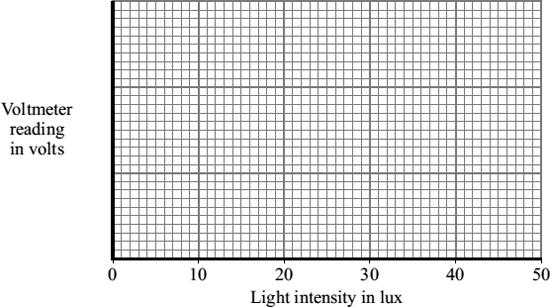 Voltmeter
reading
in volts
0 10 20 30 40 50
Light intensity in lux